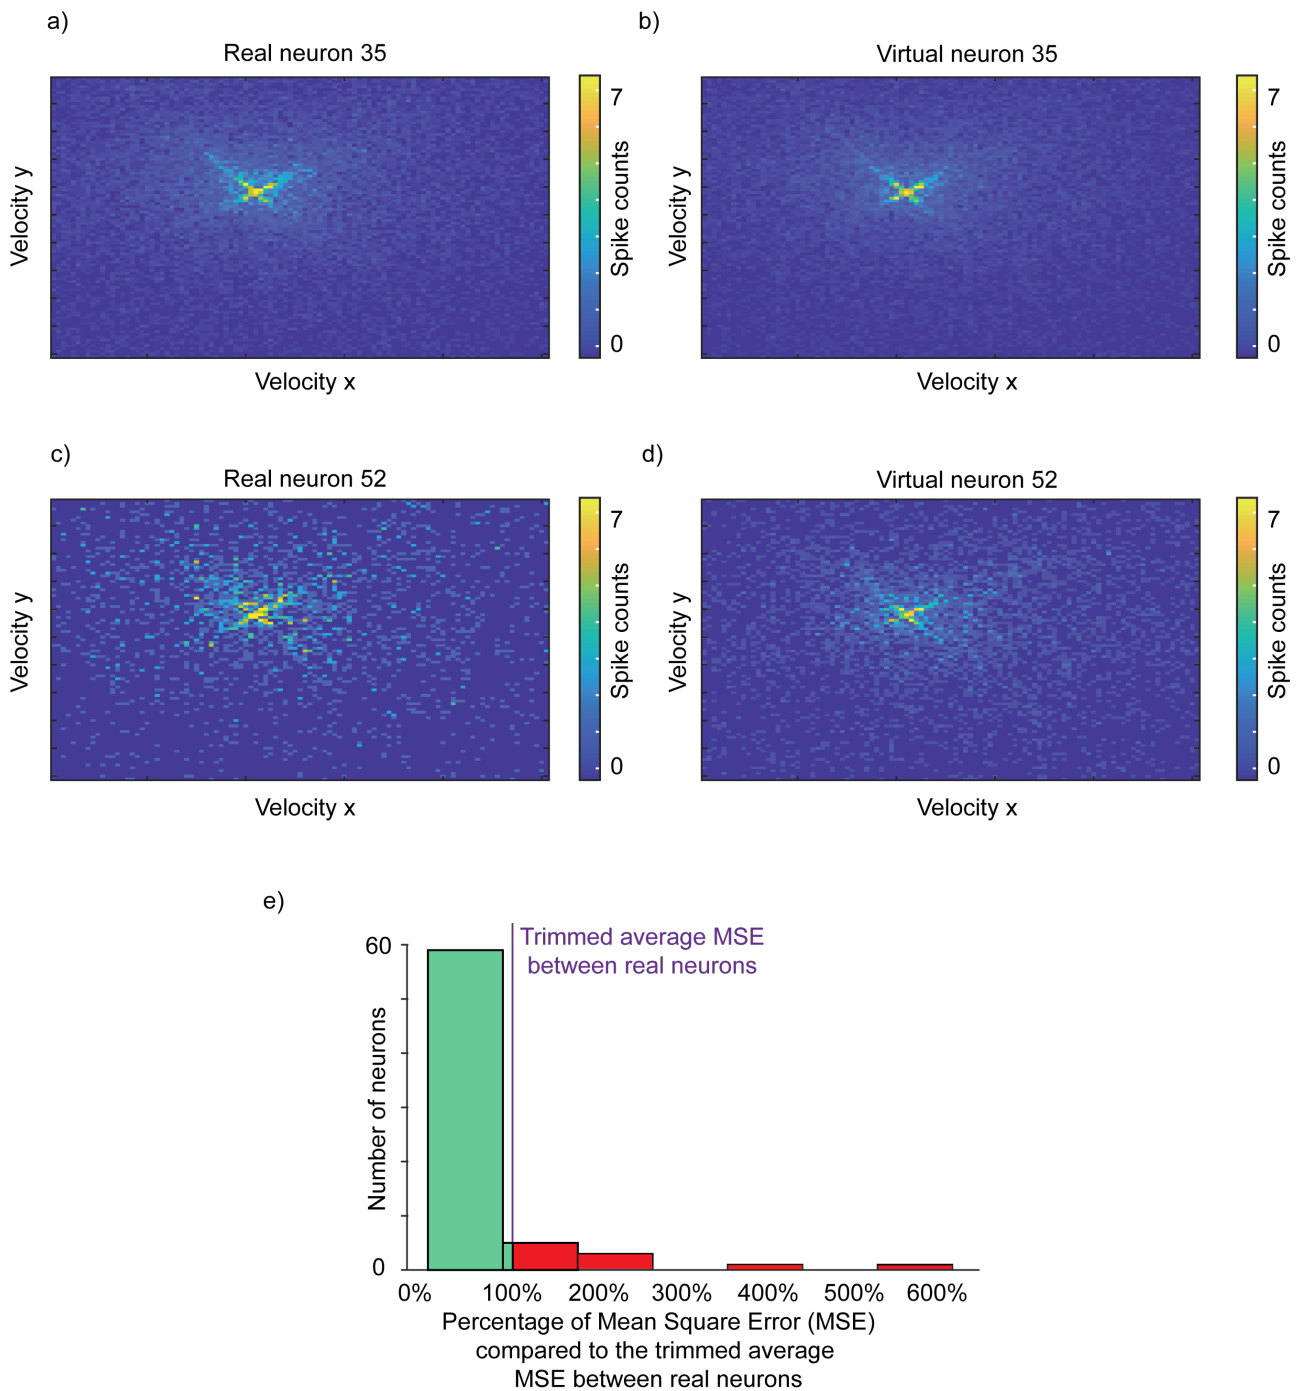 a)
Real neuron 35
Velocity y
Velocity x
7
0
Spike counts
b)
Virtual neuron 35
Velocity y
Velocity x
7
0
Spike counts
c)
Real neuron 52
Velocity y
Velocity x
7
0
Spike counts
d)
Virtual neuron 52
Velocity y
Velocity x
7
0
Spike counts
e)
Trimmed average MSE
between real neurons
60
0
Number of neurons
0% 100% 200% 300% 400% 500% 600%
Percentage of Mean Square Error (MSE)
compared to the trimmed average
MSE between real neurons